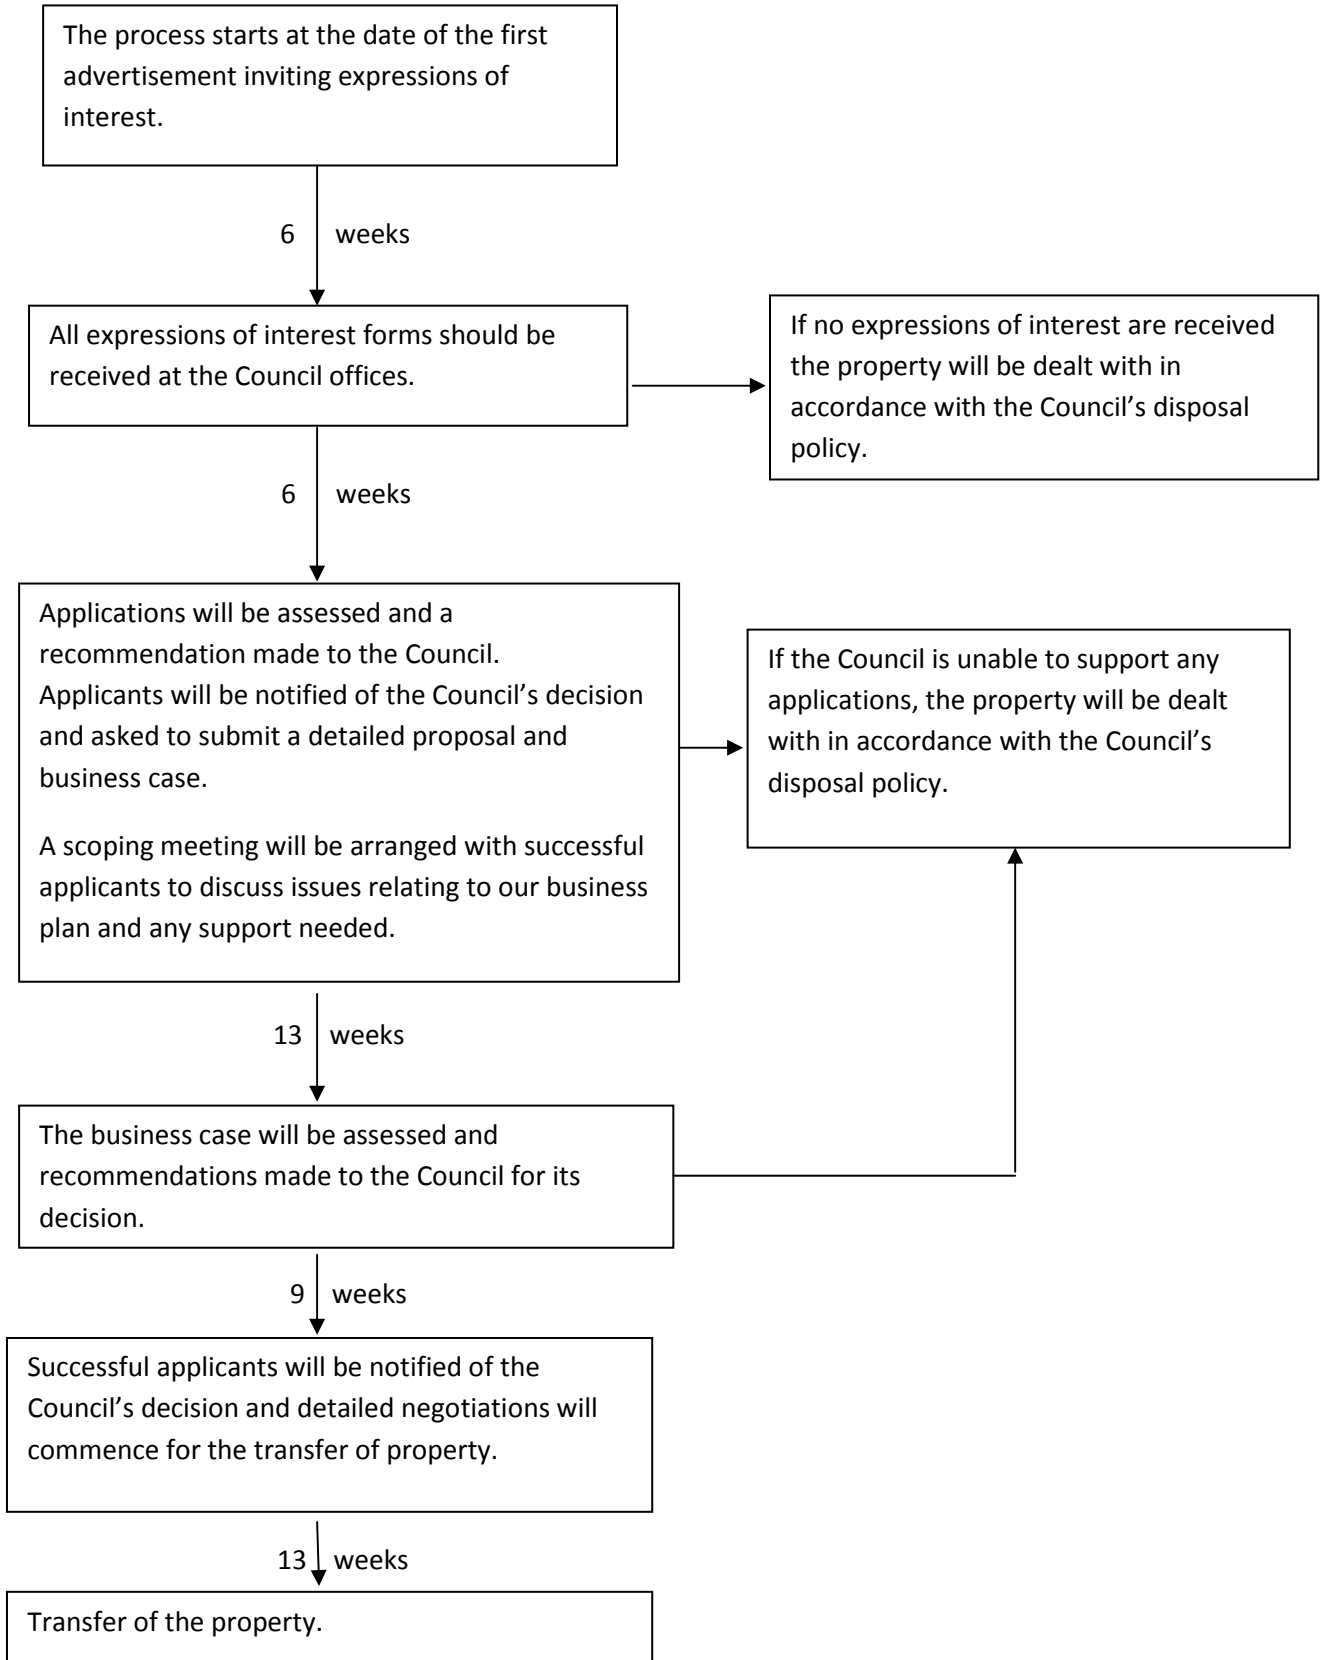 The process starts at the date of the first
advertisement inviting expressions of
interest.
6 weeks
All expressions of interest forms should be
received at the Council offices.
If no expressions of interest are received
the property will be dealt with in
accordance with the Council’s disposal
policy.
6 weeks
Applications will be assessed and a
recommendation made to the Council.
Applicants will be notified of the Council’s decision
and asked to submit a detailed proposal and
business case.
A scoping meeting will be arranged with successful
applicants to discuss issues relating to our business
plan and any support needed.
If the Council is unable to support any
applications, the property will be dealt
with in accordance with the Council’s
disposal policy.
13 weeks
The business case will be assessed and
recommendations made to the Council for its
decision.
9 weeks
Successful applicants will be notified of the
Council’s decision and detailed negotiations will
commence for the transfer of property.
13 weeks
Transfer of the property.